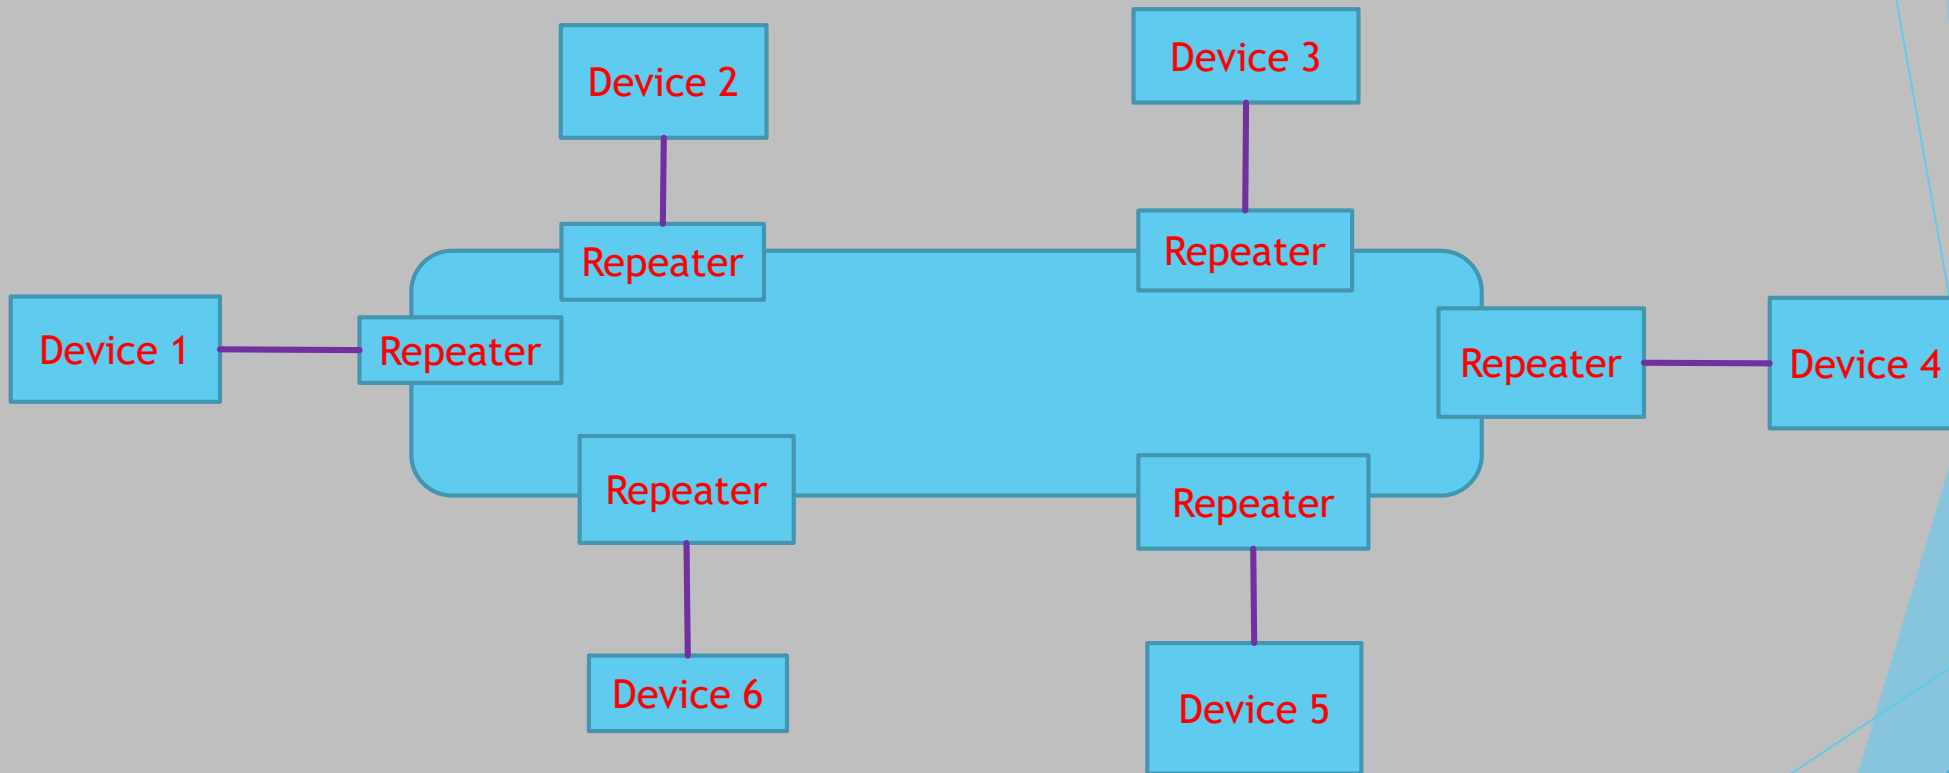 Device 2
Device 3
Repeater
Repeater
Device 1
Repeater
Repeater
Device 4
Repeater
Repeater
Device 6
Device 5